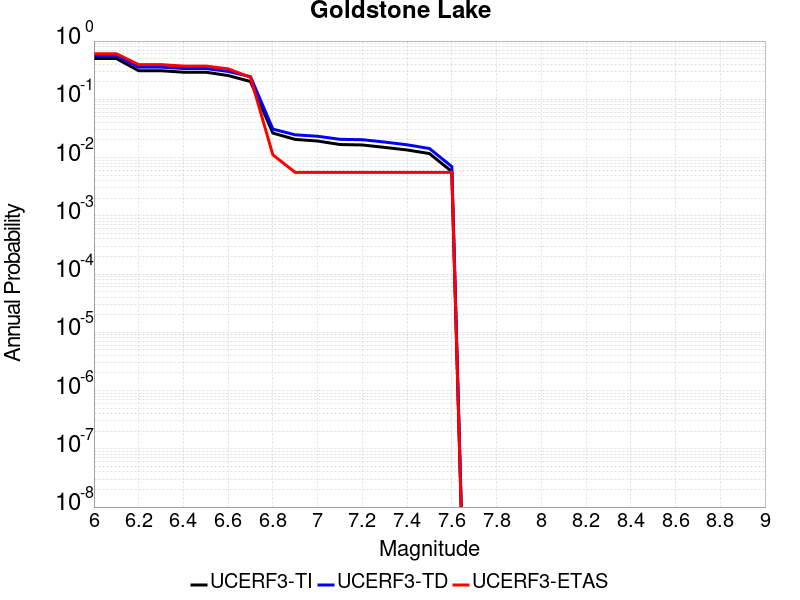 Goldstone Lake
10^0
10^-1
10^-2
10^-3
10^-4
10^-5
10^-6
10^-7
10^-8
Annual Probability
6 6.2 6.4 6.6 6.8 7 7.2 7.4 7.6 7.8 8 8.2 8.4 8.6 8.8 9
Magnitude
UCERF3-TI UCERF3-TD UCERF3-ETAS